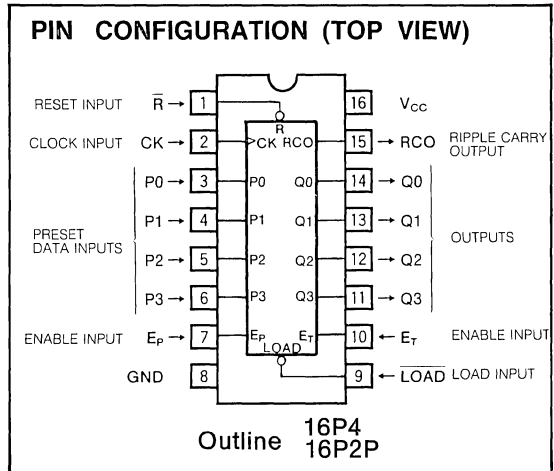 PIN CONFIGURATION (TOP VIEW)
RESET INPUT R̅ → 1 R 16 VCC
CLOCK INPUT CK → 2 CK RCO 15 → RCO RIPPLE CARRY OUTPUT
P0 → 3 P0 Q0 14 → Q0
P1 → 4 P1 Q1 13 → Q1
PRESET DATA INPUTS
OUTPUTS
P2 → 5 P2 Q2 12 → Q2
P3 → 6 P3 Q3 11 → Q3
ENABLE INPUT EP → 7 EP ET 10 ← ET ENABLE INPUT
LOAD
GND 8 9 ← L̅O̅A̅D̅ LOAD INPUT
Outline 16P4
16P2P